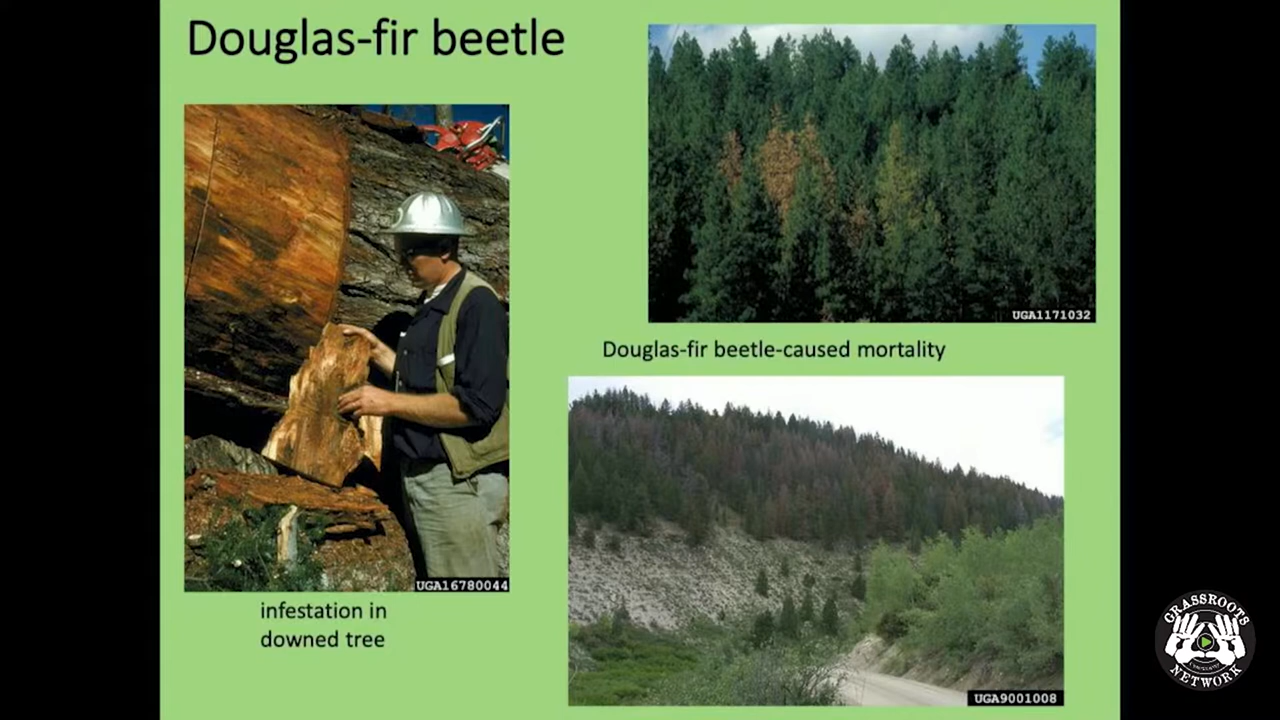 Douglas-fir beetle
UGA1171032
Douglas-fir beetle-caused mortality
UGA16780044
infestation in
downed tree
UGA9001008
GRASSROOTS
NETWORK